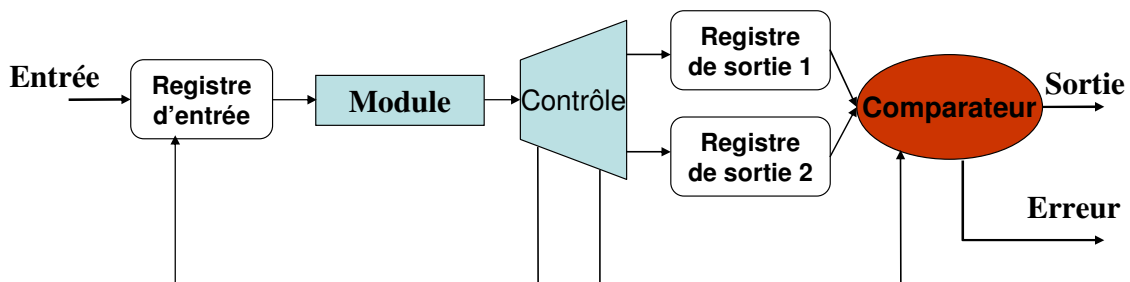 Entrée
Registre
d'entrée
Module
Contrôle
Registre
de sortie 1
Registre
de sortie 2
Comparateur
Sortie
Erreur